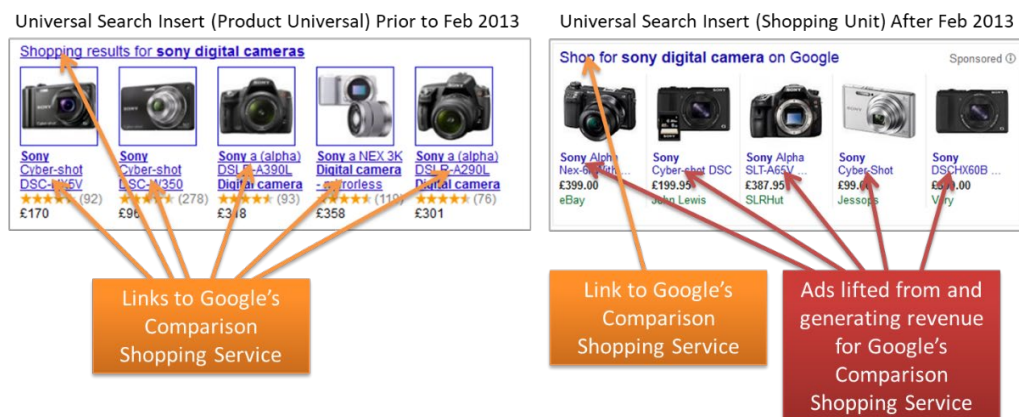 Universal Search Insert (Product Universal) Prior to Feb 2013
Shopping results for sony digital cameras
Sony Sony Sony a (alpha) Sony a NEX 3K Sony a (alpha)
Cyber-shot Cyber-shot DSLR-A390L Digital camera DSLR-A290L
Digital camera Digital camera
(92) (278) (93) (76)
£170 £358 £301
Links to Google's
Comparison
Shopping Service
Universal Search Insert (Shopping Unit) After Feb 2013
Shop for sony digital camera on Google Sponsored
Sony Alpha Sony Sony Alpha Sony Sony
Cyber-shot DSC SLT-A65V ... Cyber-Shot DSCHX60B ...
£399.00 £199.95 £387.95
eBay John Lewis SLRHut Jessops Very
Link to Google's
Comparison
Shopping Service
Ads lifted from and
generating revenue
for Google's
Comparison
Shopping Service